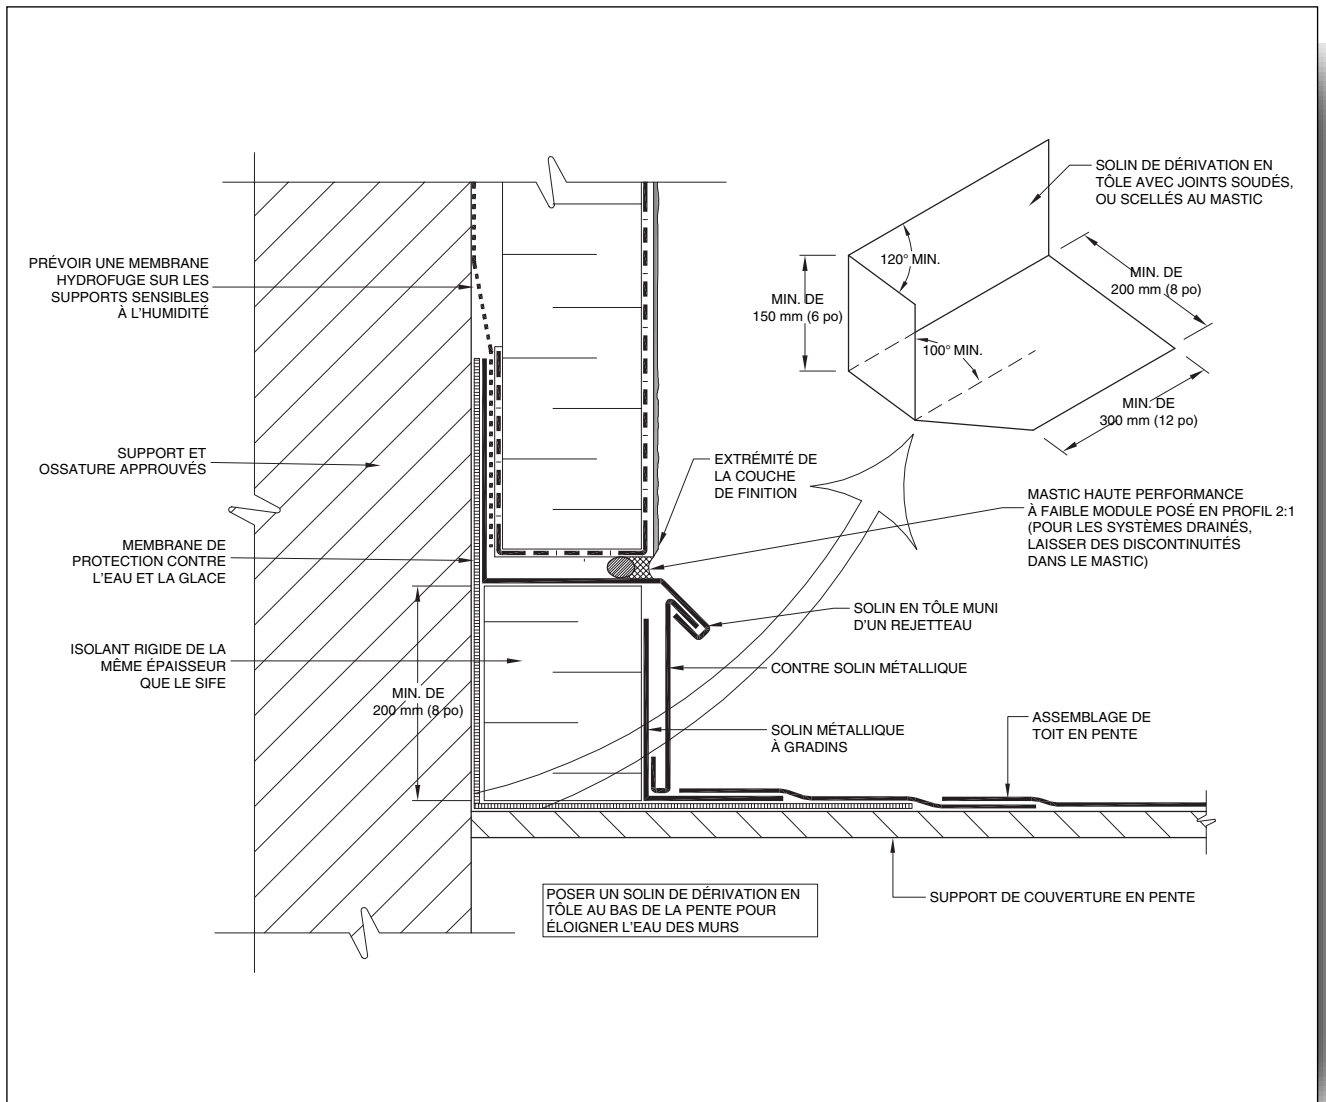 SOLIN DE DÉRIVATION EN
TÔLE AVEC JOINTS SOUDÉS,
OU SCELLÉS AU MASTIC
120° MIN.
MIN. DE
200 mm (8 po)
MIN. DE
150 mm (6 po)
100° MIN.
MIN. DE
300 mm (12 po)
PRÉVOIR UNE MEMBRANE
HYDROFUGE SUR LES
SUPPORTS SENSIBLES
À L'HUMIDITÉ
SUPPORT ET
OSSATURE APPROUVÉS
EXTRÉMITÉ DE
LA COUCHE
DE FINITION
MASTIC HAUTE PERFORMANCE
À FAIBLE MODULE POSÉ EN PROFIL 2:1
(POUR LES SYSTÈMES DRAINÉS,
LAISSER DES DISCONTINUITÉS
DANS LE MASTIC)
MEMBRANE DE
PROTECTION CONTRE
L'EAU ET LA GLACE
SOLIN EN TÔLE MUNI
D'UN REJETTEAU
ISOLANT RIGIDE DE LA
MÊME ÉPAISSEUR
QUE LE SIFE
CONTRE SOLIN MÉTALLIQUE
MIN. DE
200 mm (8 po)
SOLIN MÉTALLIQUE
À GRADINS
ASSEMBLAGE DE
TOIT EN PENTE
POSER UN SOLIN DE DÉRIVATION EN
TÔLE AU BAS DE LA PENTE POUR
ÉLOIGNER L'EAU DES MURS
SUPPORT DE COUVERTURE EN PENTE